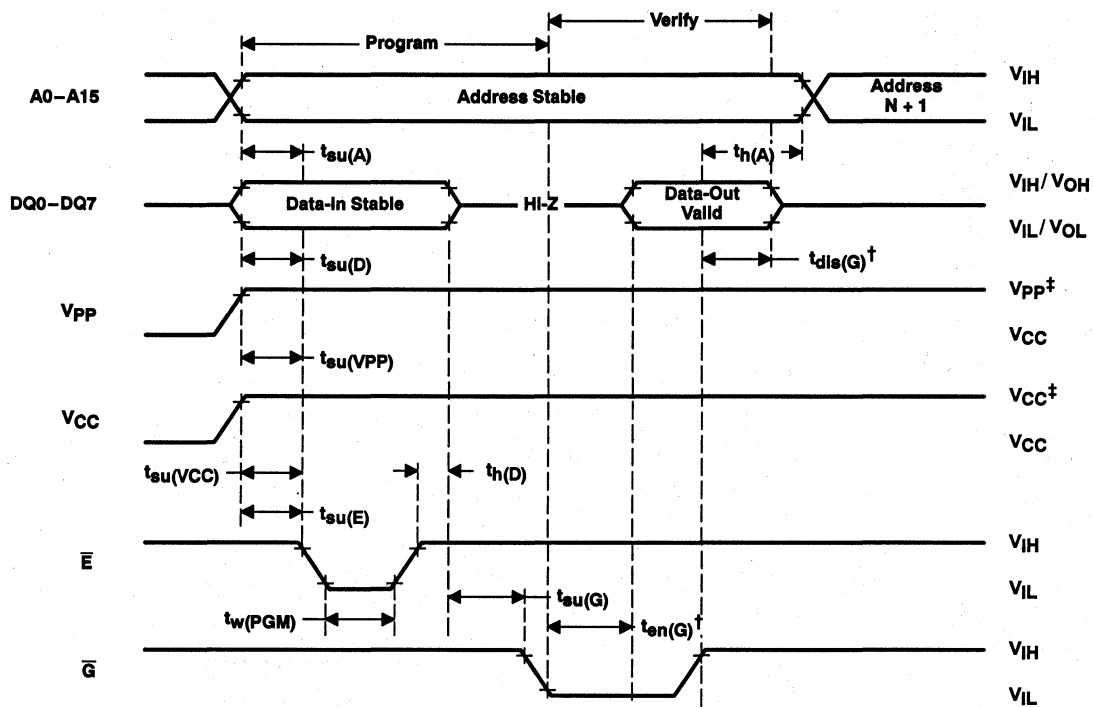 Verify
Program
A0–A15
Address Stable
Address
N + 1
VIH
VIL
tsu(A)
th(A)
DQ0–DQ7
Data-In Stable
HI-Z
Data-Out
Valid
VIH/VOH
VIL/VOL
tsu(D)
tdis(G)†
VPP
VPP‡
VCC
tsu(VPP)
VCC
VCC‡
VCC
tsu(VCC)
th(D)
tsu(E)
E̅
VIH
VIL
tw(PGM)
tsu(G)
ten(G)†
G̅
VIH
VIL